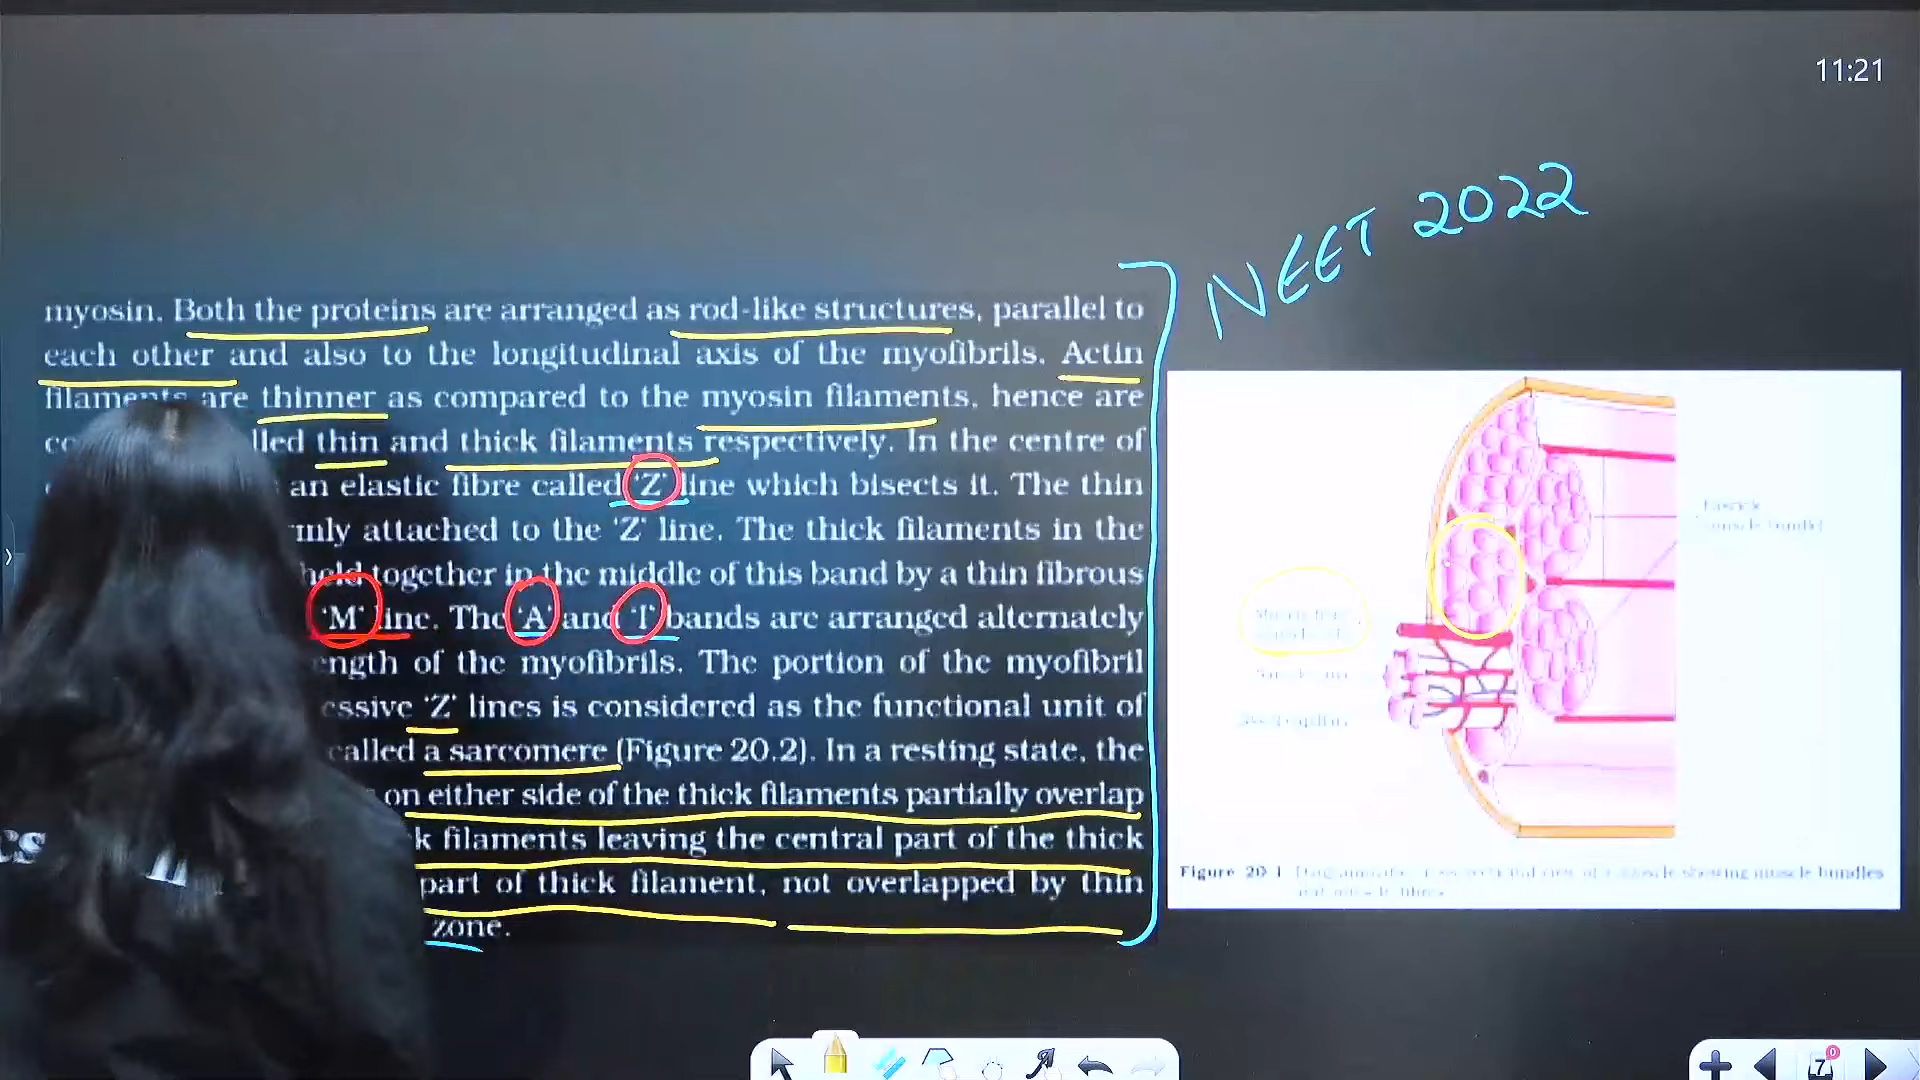 11:21
NEET 2022
myosin. Both the proteins are arranged as rod-like structures, parallel to
each other and also to the longitudinal axis of the myofibrils. Actin
filaments are thinner as compared to the myosin filaments, hence are
thin and thick filaments respectively. In the centre of
an elastic fibre called 'Z' line which bisects it. The thin
attached to the 'Z' line. The thick filaments in the
held together in the middle of this band by a thin fibrous
'M' line. The 'A' and 'I' bands are arranged alternately
of the myofibrils. The portion of the myofibril
'Z' lines is considered as the functional unit of
called a sarcomere (Figure 20.2). In a resting state, the
on either side of the thick filaments partially overlap
filaments leaving the central part of the thick
part of thick filament, not overlapped by thin
zone.
Figure 20.1 showing muscle bundles
7
0